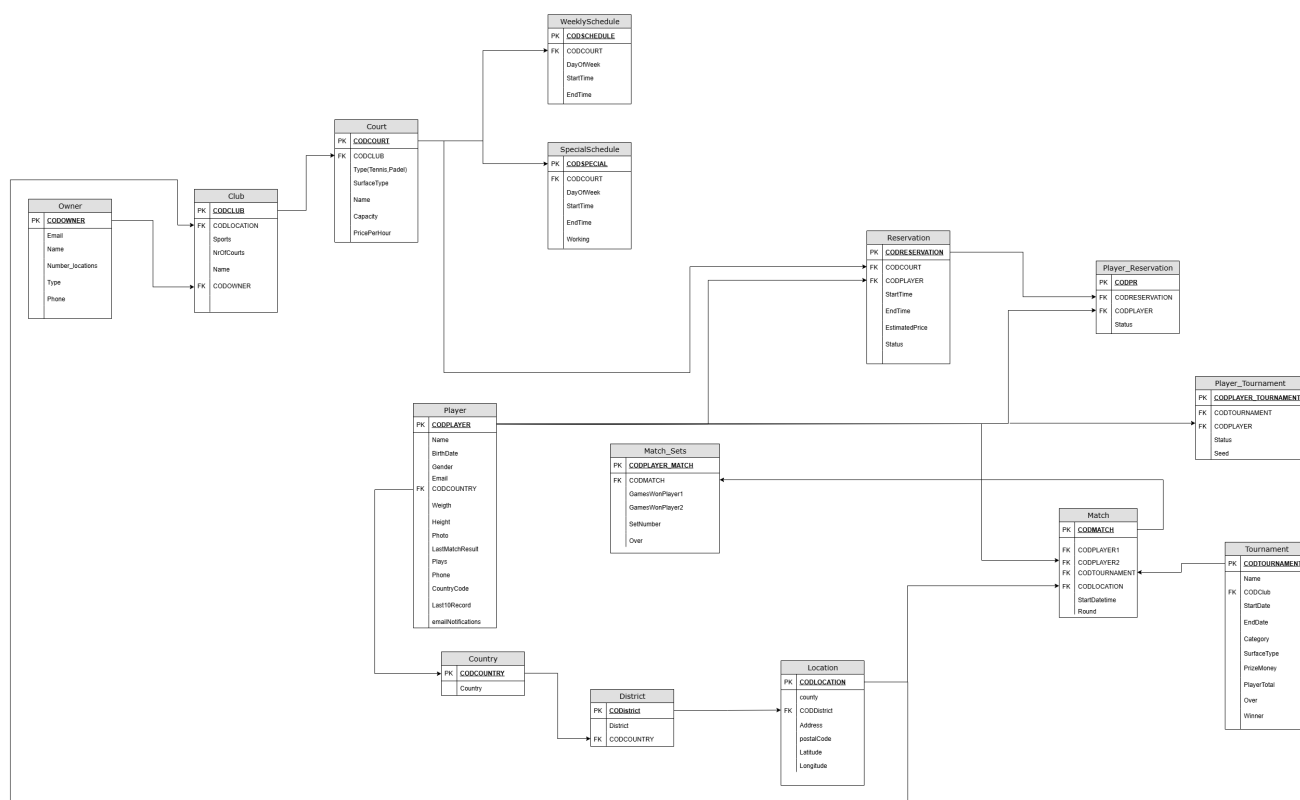 WeeklySchedule
PK CODSCHEDULE
FK CODCOURT
DayOfWeek
StartTime
EndTime
Court
PK CODCOURT
FK CODCLUB
Type(Tennis,Padel)
SurfaceType
Name
Capacity
PricePerHour
SpecialSchedule
PK CODSPECIAL
FK CODCOURT
DayOfWeek
StartTime
EndTime
Working
Club
PK CODCLUB
FK CODLOCATION
Sports
NrOfCourts
Name
FK CODOWNER
Owner
PK CODOWNER
Email
Name
Number_locations
Type
Phone
Reservation
PK CODRESERVATION
FK CODCOURT
FK CODPLAYER
StartTime
EndTime
EstimatedPrice
Status
Player_Reservation
PK CODPR
FK CODRESERVATION
FK CODPLAYER
Status
Player_Tournament
PK CODPLAYER_TOURNAMENT
FK CODTOURNAMENT
FK CODPLAYER
Status
Seed
Player
PK CODPLAYER
Name
BirthDate
Gender
Email
FK CODCOUNTRY
Weigth
Height
Photo
LastMatchResult
Plays
Phone
CountryCode
Last10Record
emailNotifications
Match_Sets
PK CODPLAYER_MATCH
FK CODMATCH
GamesWonPlayer1
GamesWonPlayer2
SetNumber
Over
Match
PK CODMATCH
FK CODPLAYER1
FK CODPLAYER2
FK CODTOURNAMENT
FK CODLOCATION
StartDatetime
Round
Tournament
PK CODTOURNAMENT
Name
FK CODClub
StartDate
EndDate
Category
SurfaceType
PrizeMoney
PlayerTotal
Over
Winner
Country
PK CODCOUNTRY
Country
District
PK CODistrict
District
FK CODCOUNTRY
Location
PK CODLOCATION
county
FK CODDistrict
Address
postalCode
Latitude
Longitude